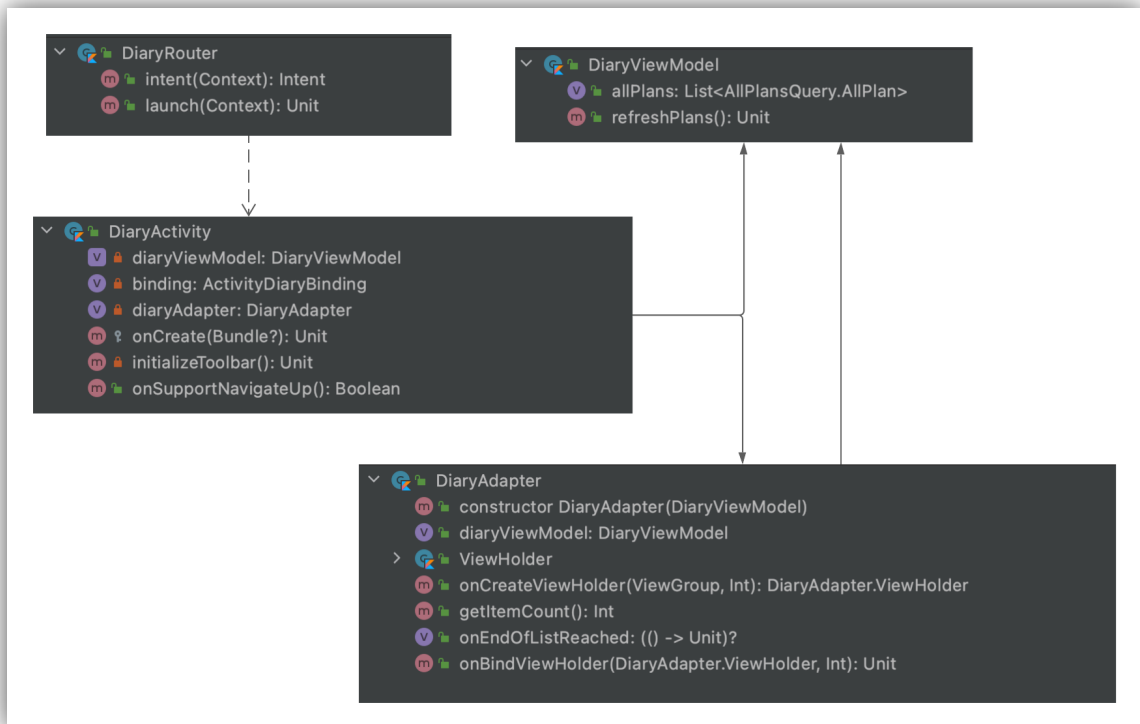 DiaryRouter
intent(Context): Intent
launch(Context): Unit
DiaryViewModel
allPlans: List<AllPlansQuery.AllPlan>
refreshPlans(): Unit
DiaryActivity
diaryViewModel: DiaryViewModel
binding: ActivityDiaryBinding
diaryAdapter: DiaryAdapter
onCreate(Bundle?): Unit
initializeToolbar(): Unit
onSupportNavigateUp(): Boolean
DiaryAdapter
constructor DiaryAdapter(DiaryViewModel)
diaryViewModel: DiaryViewModel
ViewHolder
onCreateViewHolder(ViewGroup, Int): DiaryAdapter.ViewHolder
getItemCount(): Int
onEndOfListReached: (() -> Unit)?
onBindViewHolder(DiaryAdapter.ViewHolder, Int): Unit